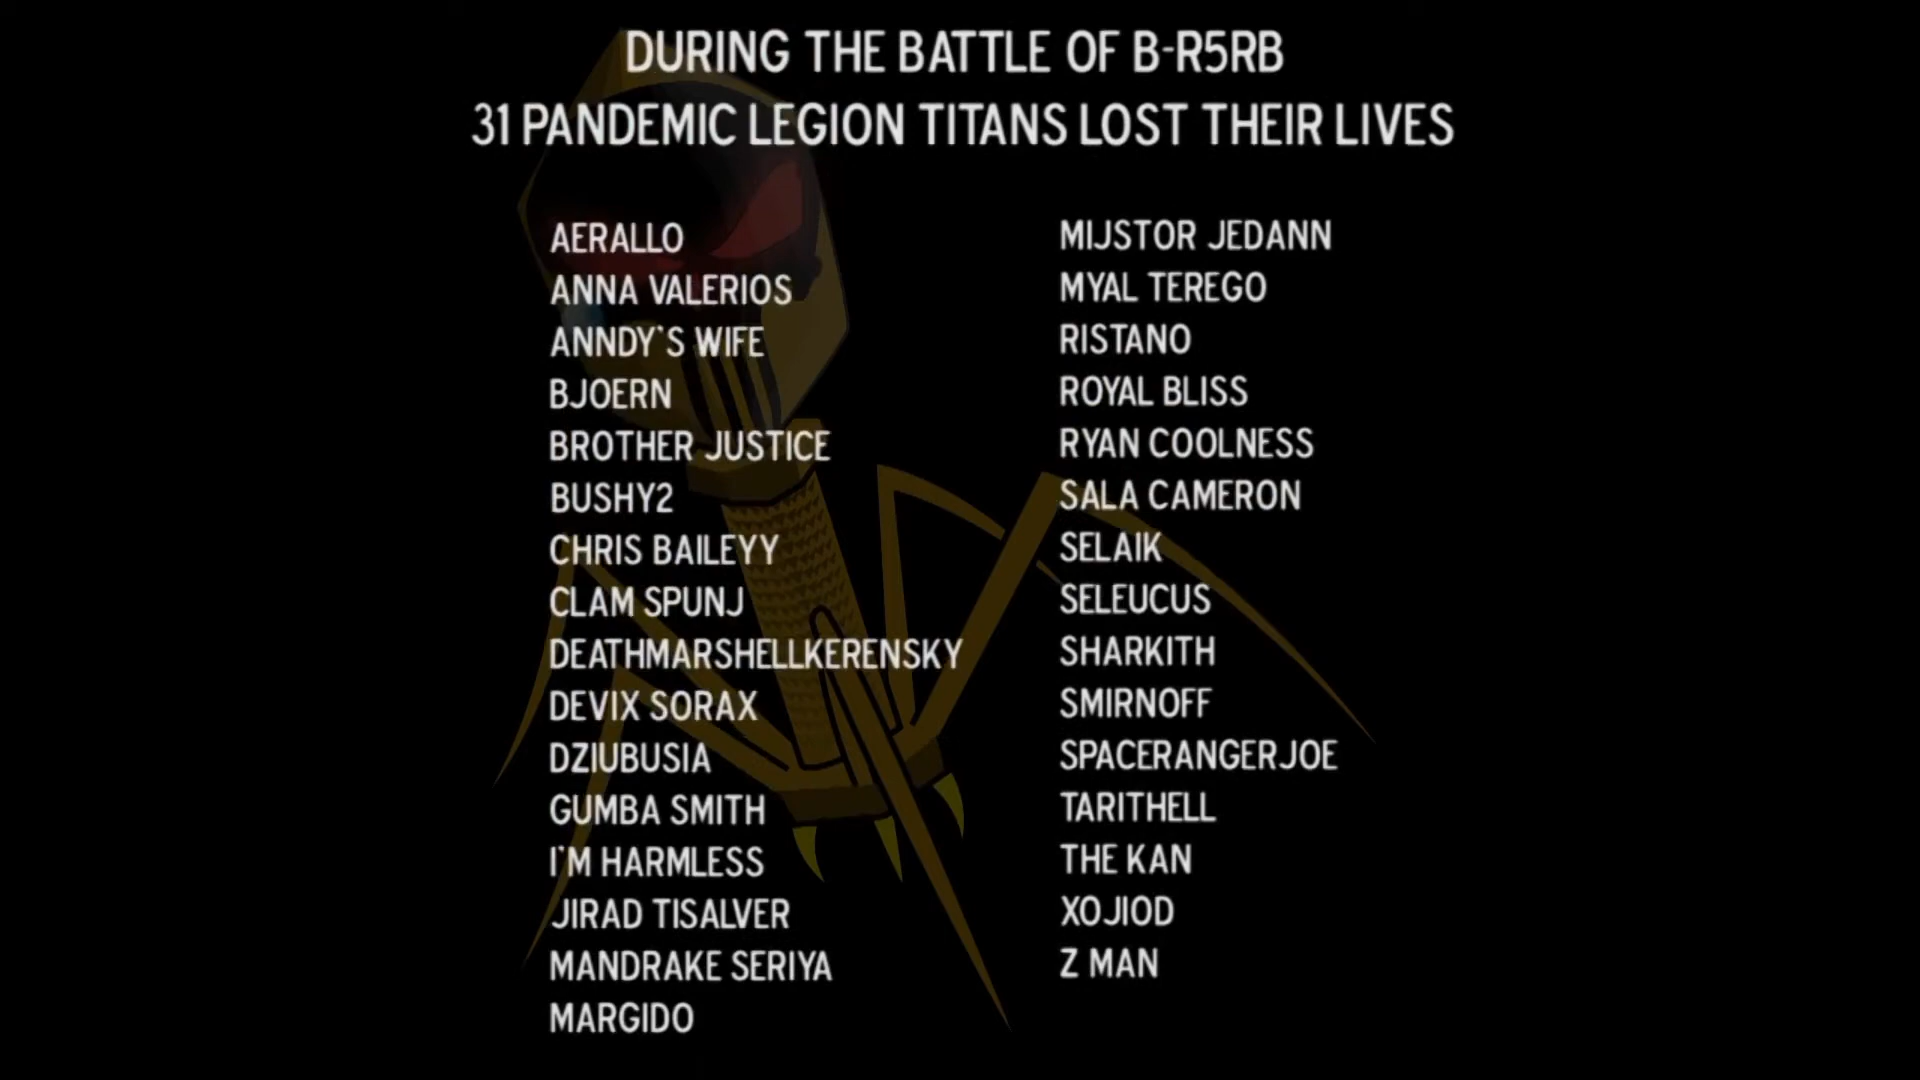 DURING THE BATTLE OF B-R5RB
31 PANDEMIC LEGION TITANS LOST THEIR LIVES
AERALLO
ANNA VALERIOS
ANNDY'S WIFE
BJOERN
BROTHER JUSTICE
BUSHY2
CHRIS BAILEYY
CLAM SPUNJ
DEATHMARSHELLKERENSKY
DEVIX SORAX
DZIUBUSIA
GUMBA SMITH
I'M HARMLESS
JIRAD TISALVER
MANDRAKE SERIYA
MARGIDO
MIJSTOR JEDANN
MYAL TEREGO
RISTANO
ROYAL BLISS
RYAN COOLNESS
SALA CAMERON
SELAIK
SELEUCUS
SHARKITH
SMIRNOFF
SPACERANGERJOE
TARITHELL
THE KAN
XOJIOD
Z MAN